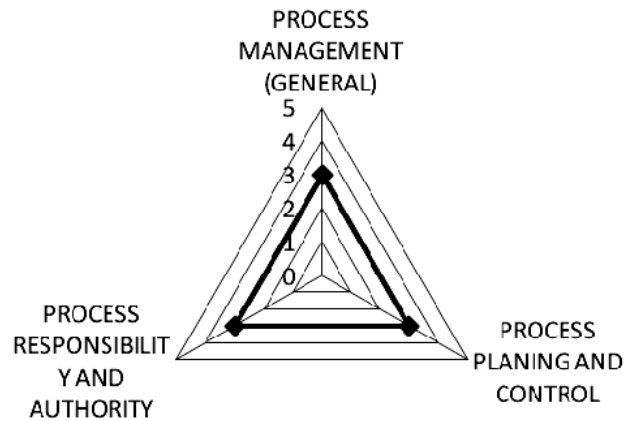 PROCESS
MANAGEMENT
(GENERAL)
5
4
3
2
1
0
PROCESS
RESPONSIBILIT
Y AND
AUTHORITY
PROCESS
PLANING AND
CONTROL